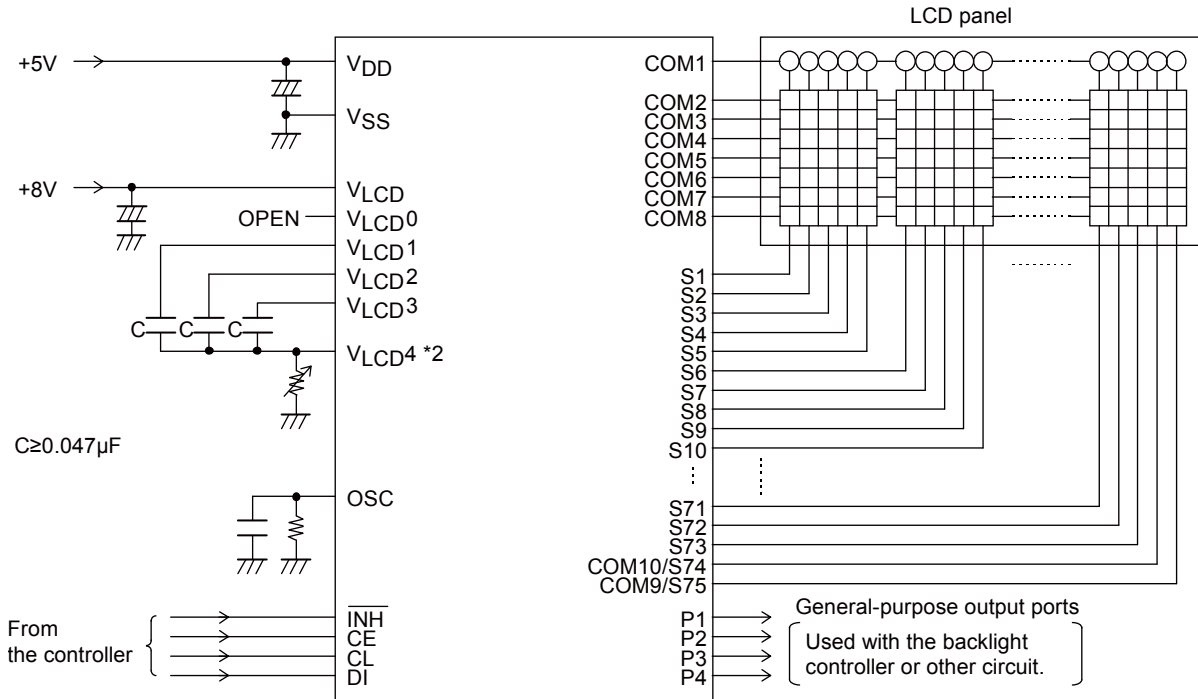 LCD panel
+5V
VDD
COM1
VSS
COM2
COM3
COM4
COM5
COM6
COM7
COM8
+8V
VLCD
OPEN
VLCD0
VLCD1
VLCD2
VLCD3
C
C
C
VLCD4 *2
C≥0.047µF
OSC
S1
S2
S3
S4
S5
S6
S7
S8
S9
S10
S71
S72
S73
COM10/S74
COM9/S75
From
the controller
INH
CE
CL
DI
P1
P2
P3
P4
General-purpose output ports
Used with the backlight
controller or other circuit.